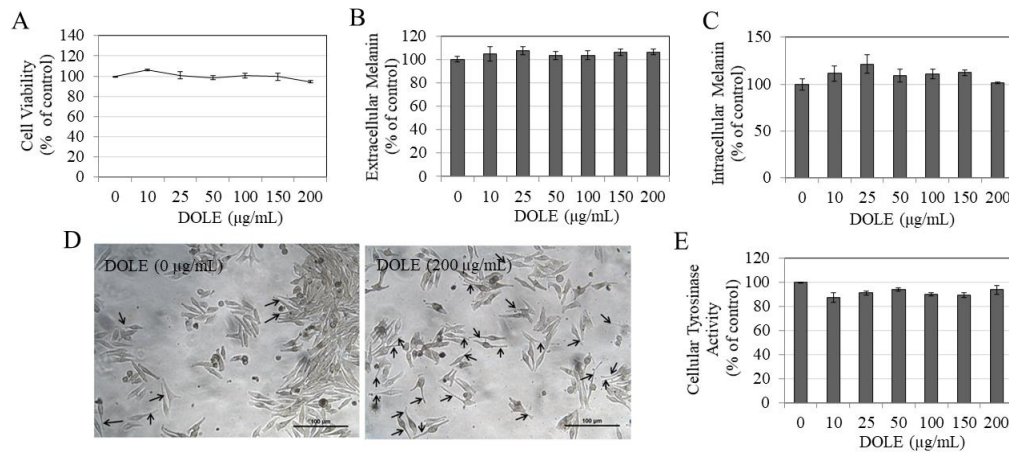 A
Cell Viability
(% of control)
140
120
100
80
60
40
20
0
0 10 25 50 100 150 200
DOLE (μg/mL)
B
Extracellular Melanin
(% of control)
120
100
80
60
40
20
0
0 10 25 50 100 150 200
DOLE (μg/mL)
C
Intracellular Melanin
(% of control)
150
100
50
0
0 10 25 50 100 150 200
DOLE (μg/mL)
D
DOLE (0 μg/mL)
100 μm
DOLE (200 μg/mL)
100 μm
E
Cellular Tyrosinase
Activity
(% of control)
120
100
80
60
40
20
0
0 10 25 50 100 150 200
DOLE (μg/mL)